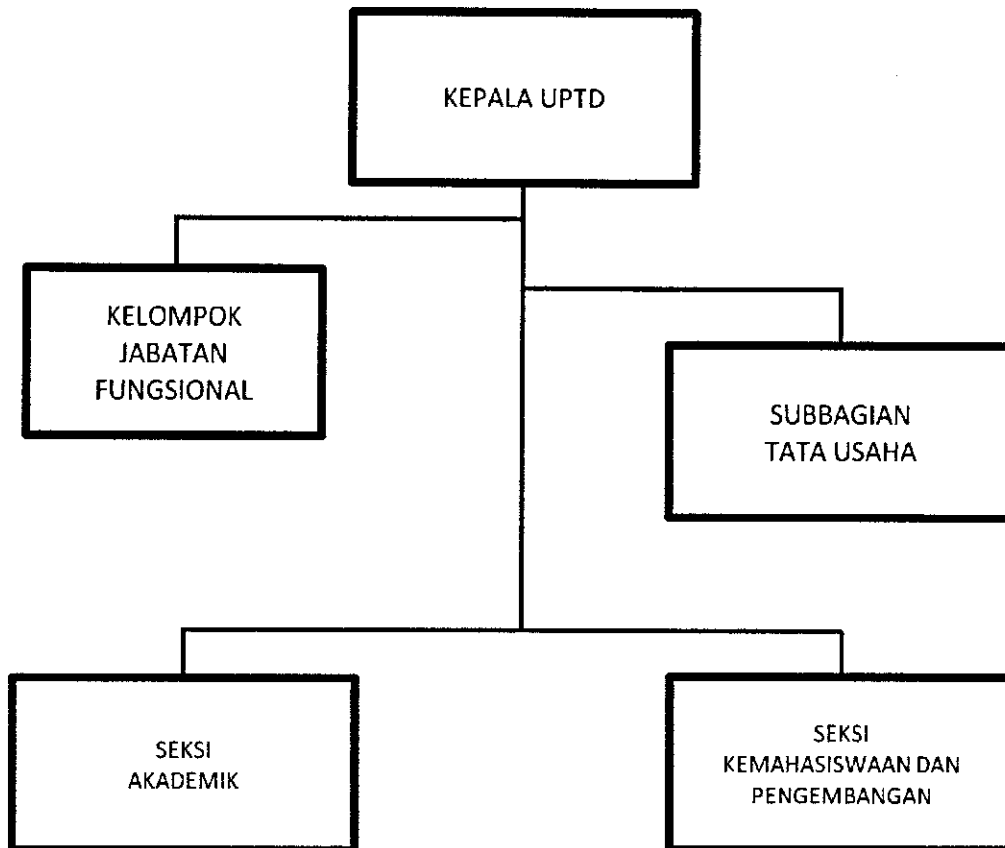 KEPALA UPTD
KELOMPOK
JABATAN
FUNGSIONAL
SUBBAGIAN
TATA USAHA
SEKSI
AKADEMIK
SEKSI
KEMAHASISWAAN DAN
PENGEMBANGAN